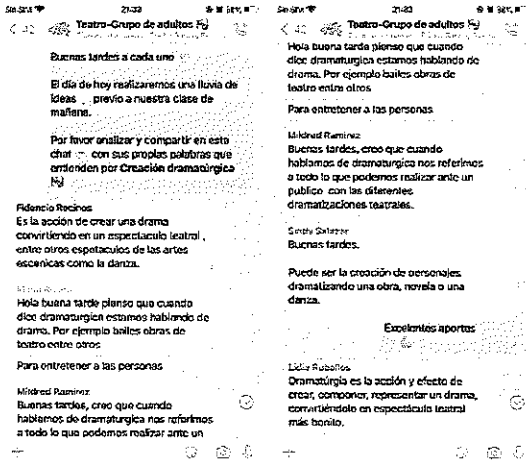 21:33
Teatro-Grupo de adultos
Buenas tardes a cada uno
El día de hoy realizaremos una lluvia de
ideas previo a nuestra clase de
mañana.
Por favor analizar y compartir en este
chat con sus propias palabras que
entienden por Creación dramatúrgica
Fidencio Recinos
Es la acción de crear una drama
convirtiendo en un espectaculo teatral ,
entre otros espetaculos de las artes
escenicas como la danza.
Hola buena tarde pienso que cuando
dice dramaturgica estamos hablando de
drama. Por ejemplo bailes obras de
teatro entre otros
Para entretener a las personas
Mildred Ramirez
Buenas tardes, creo que cuando
hablamos de dramaturgica nos referimos
a todo lo que podemos realizar ante un
21:33
Teatro-Grupo de adultos
Hola buena tarde pienso que cuando
dice dramaturgica estamos hablando de
drama. Por ejemplo bailes obras de
teatro entre otros
Para entretener a las personas
Mildred Ramirez
Buenas tardes, creo que cuando
hablamos de dramaturgica nos referimos
a todo lo que podemos realizar ante un
publico con las diferentes
dramatizaciones teatrales.
Sindy Salazar
Buenas tardes.
Puede ser la creación de personajes
dramatizando una obra, novela o una
danza.
Excelentes aportes
Lidia
Dramatúrgia es la acción y efecto de
crear, componer, representar un drama,
convirtiéndolo en espectáculo teatral
más bonito.